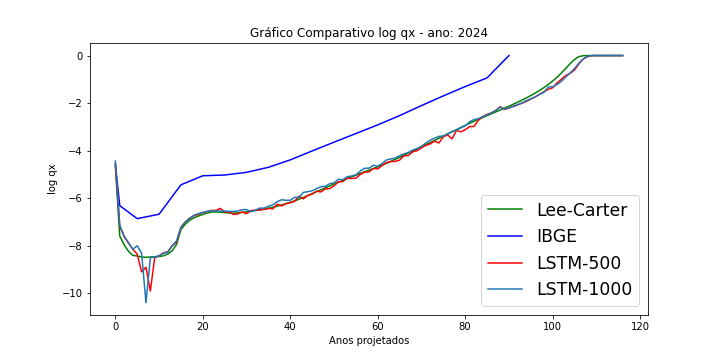 Gráfico Comparativo log qx - ano: 2024
log qx
0
−2
−4
−6
−8
−10
0 20 40 60 80 100 120
Anos projetados
Lee-Carter
IBGE
LSTM-500
LSTM-1000